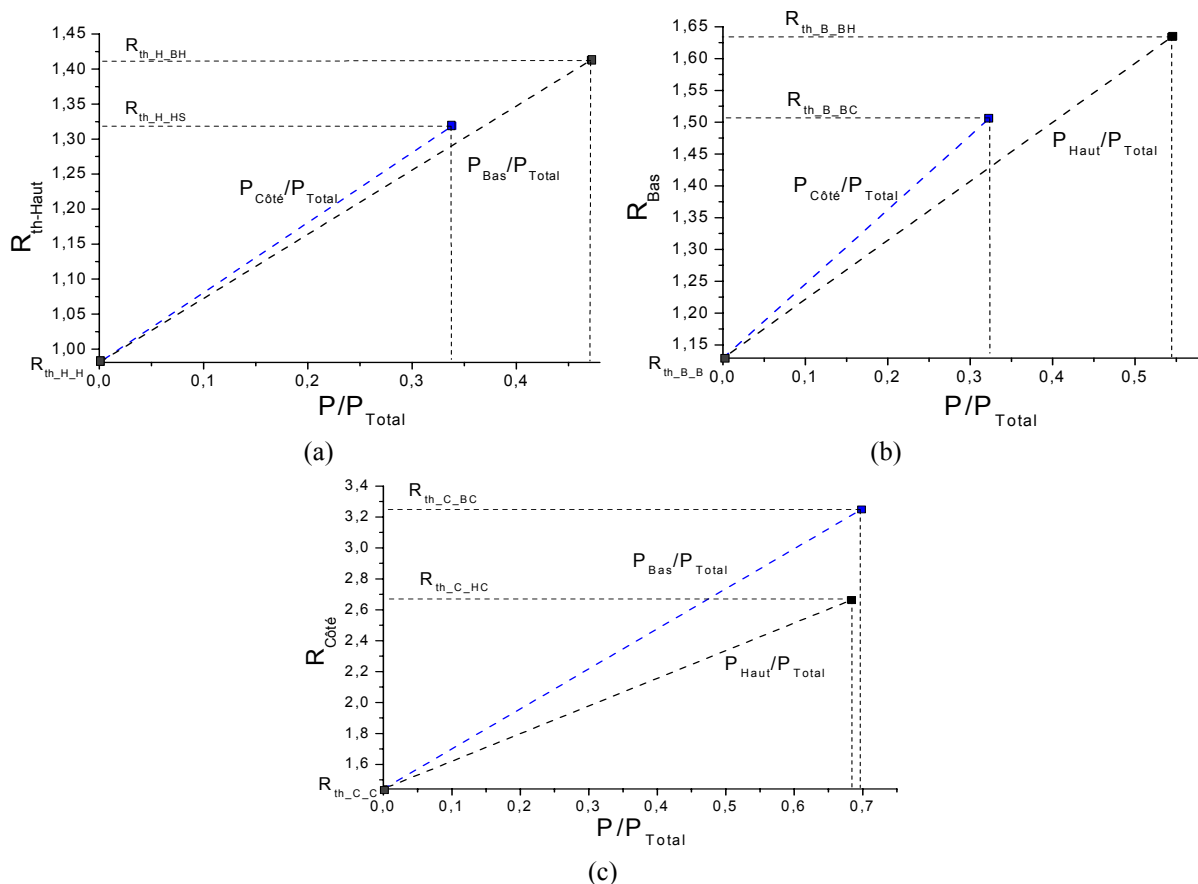 1,45
1,40
1,35
1,30
1,25
1,20
1,15
1,10
1,05
1,00
R_th-Haut
R_th_H_BH
R_th_H_HS
R_th_H_H
P_Côté/P_Total
P_Bas/P_Total
0,0 0,1 0,2 0,3 0,4
P/P_Total
(a)
1,65
1,60
1,55
1,50
1,45
1,40
1,35
1,30
1,25
1,20
1,15
R_Bas
R_th_B_BH
R_th_B_BC
R_th_B_B
P_Côté/P_Total
P_Haut/P_Total
0,0 0,1 0,2 0,3 0,4 0,5
P/P_Total
(b)
3,4
3,2
3,0
2,8
2,6
2,4
2,2
2,0
1,8
1,6
R_Côté
R_th_C_BC
R_th_C_HC
R_th_C_C
P_Bas/P_Total
P_Haut/P_Total
0,0 0,1 0,2 0,3 0,4 0,5 0,6 0,7
P/P_Total
(c)